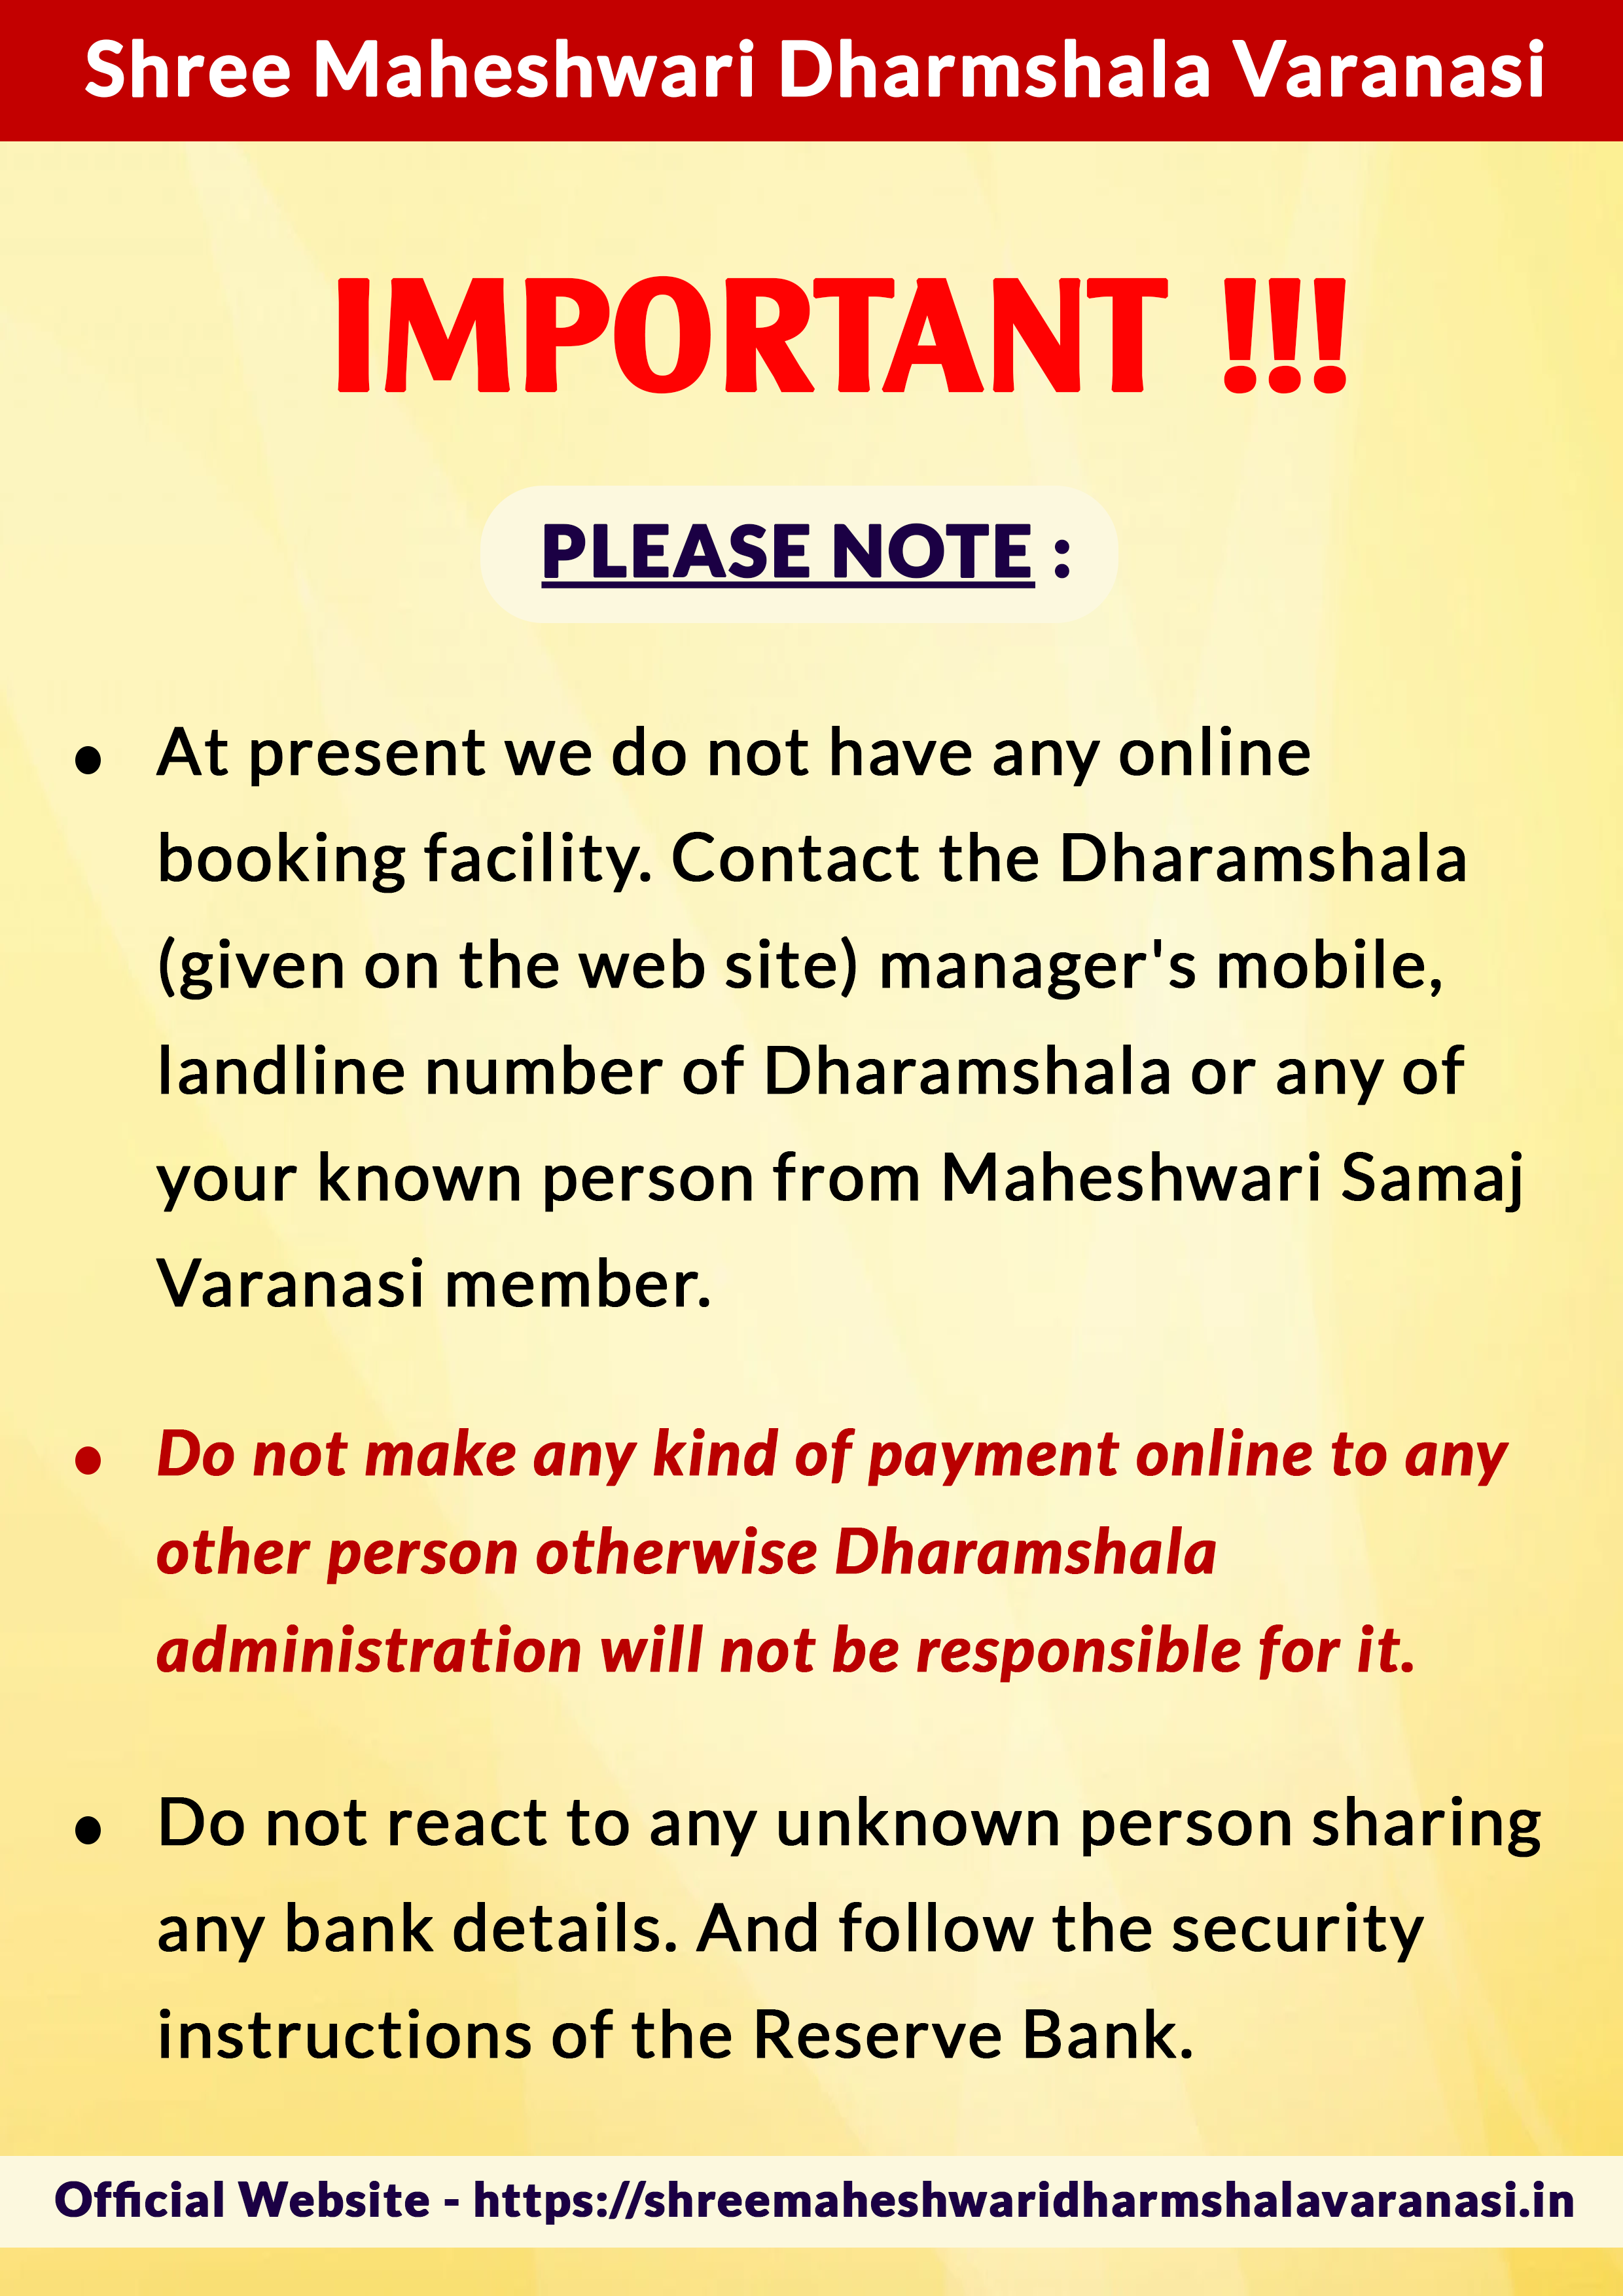 Shree Maheshwari Dharmshala Varanasi
IMPORTANT !!!
PLEASE NOTE :
• At present we do not have any online
booking facility. Contact the Dharamshala
(given on the web site) manager's mobile,
landline number of Dharamshala or any of
your known person from Maheshwari Samaj
Varanasi member.
• Do not make any kind of payment online to any
other person otherwise Dharamshala
administration will not be responsible for it.
• Do not react to any unknown person sharing
any bank details. And follow the security
instructions of the Reserve Bank.
Official Website - https://shreemaheshwaridharmshalavaranasi.in